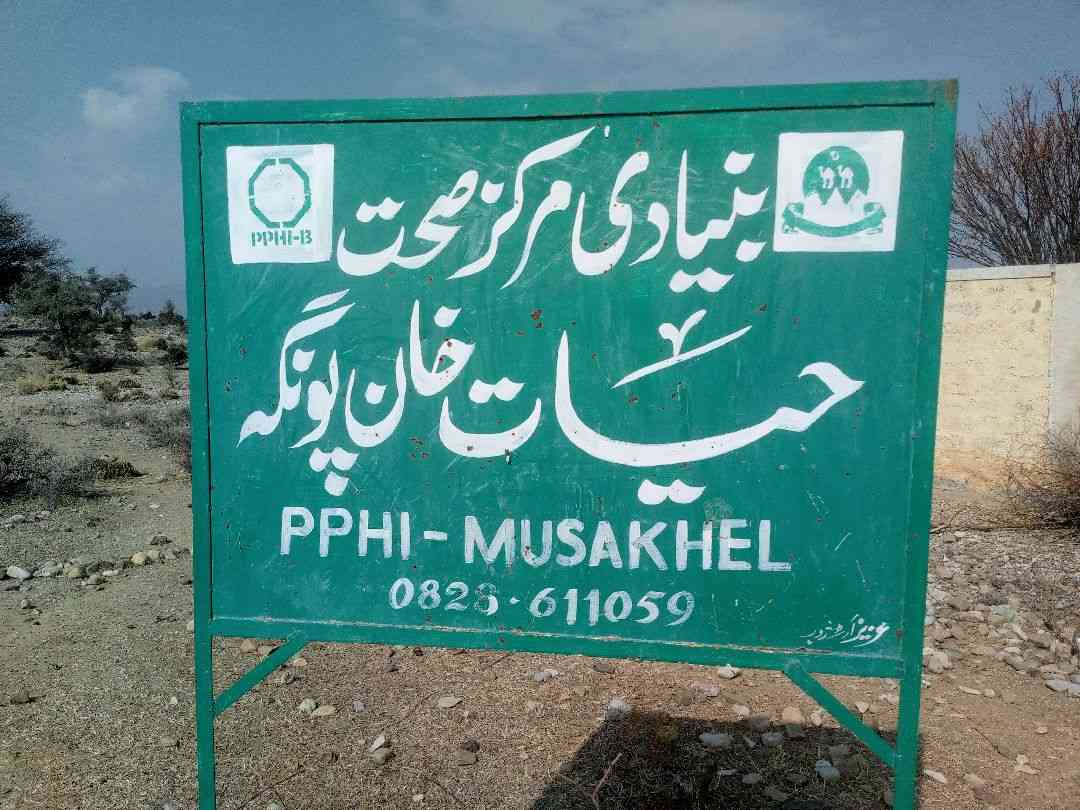 PPHI-B
بنیادی مرکز صحت
حیات خان پونگہ
PPHI-MUSAKHEL
0828-611059